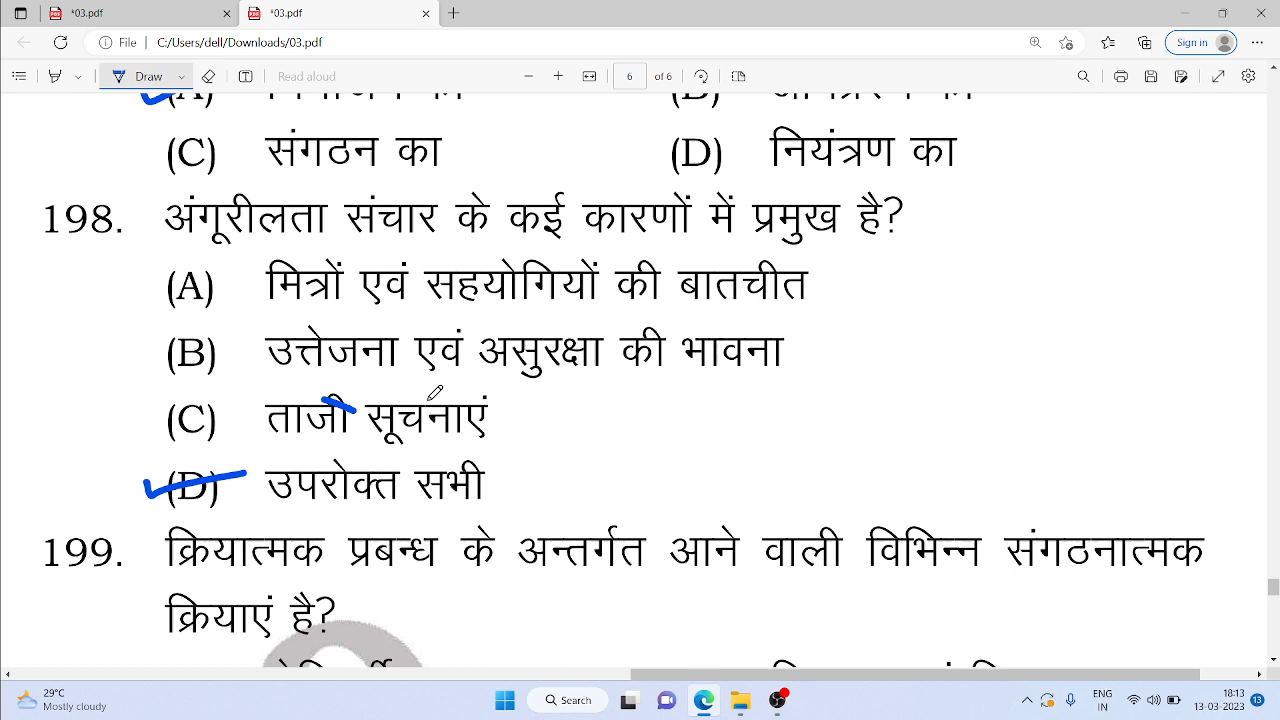 *03.pdf *03.pdf
File C:/Users/dell/Downloads/03.pdf Sign in
Draw Read aloud 6 of 6
(A) (B)
(C) संगठन का (D) नियंत्रण का
198. अंगूरीलता संचार के कई कारणों में प्रमुख है?
(A) मित्रों एवं सहयोगियों की बातचीत
(B) उत्तेजना एवं असुरक्षा की भावना
(C) ताजी सूचनाएं
(D) उपरोक्त सभी
199. क्रियात्मक प्रबन्ध के अन्तर्गत आने वाली विभिन्न संगठनात्मक
क्रियाएं है?
29°C Search ENG 18:13
Mostly cloudy IN 13-03-2023 13